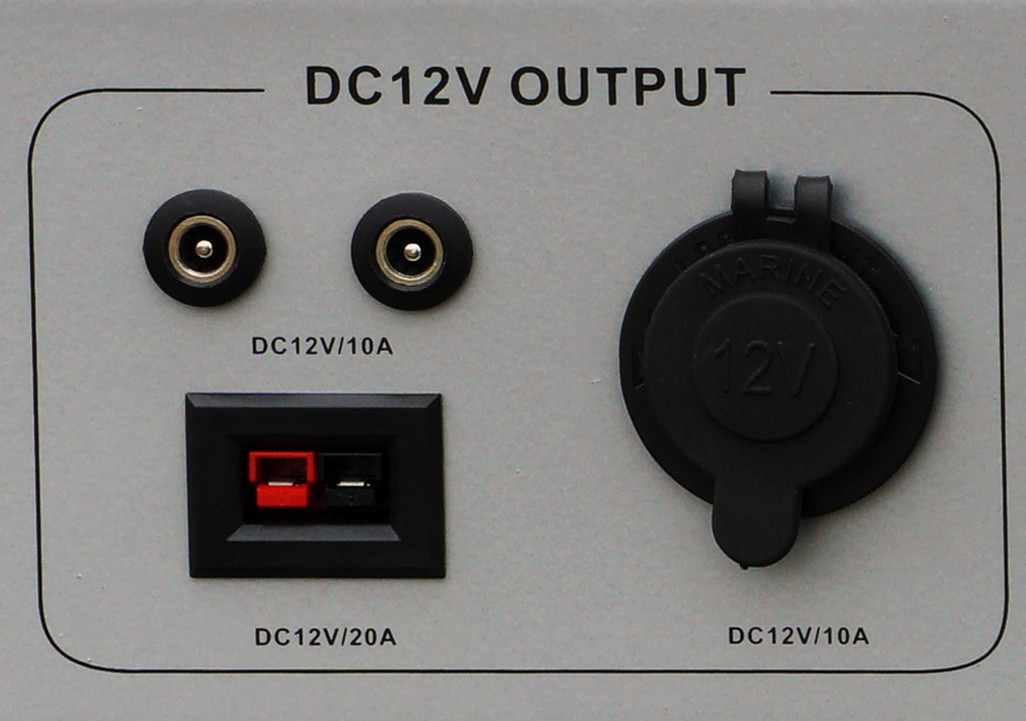 DC12V OUTPUT
DC12V/10A
MARINE
12V
DC12V/20A
DC12V/10A